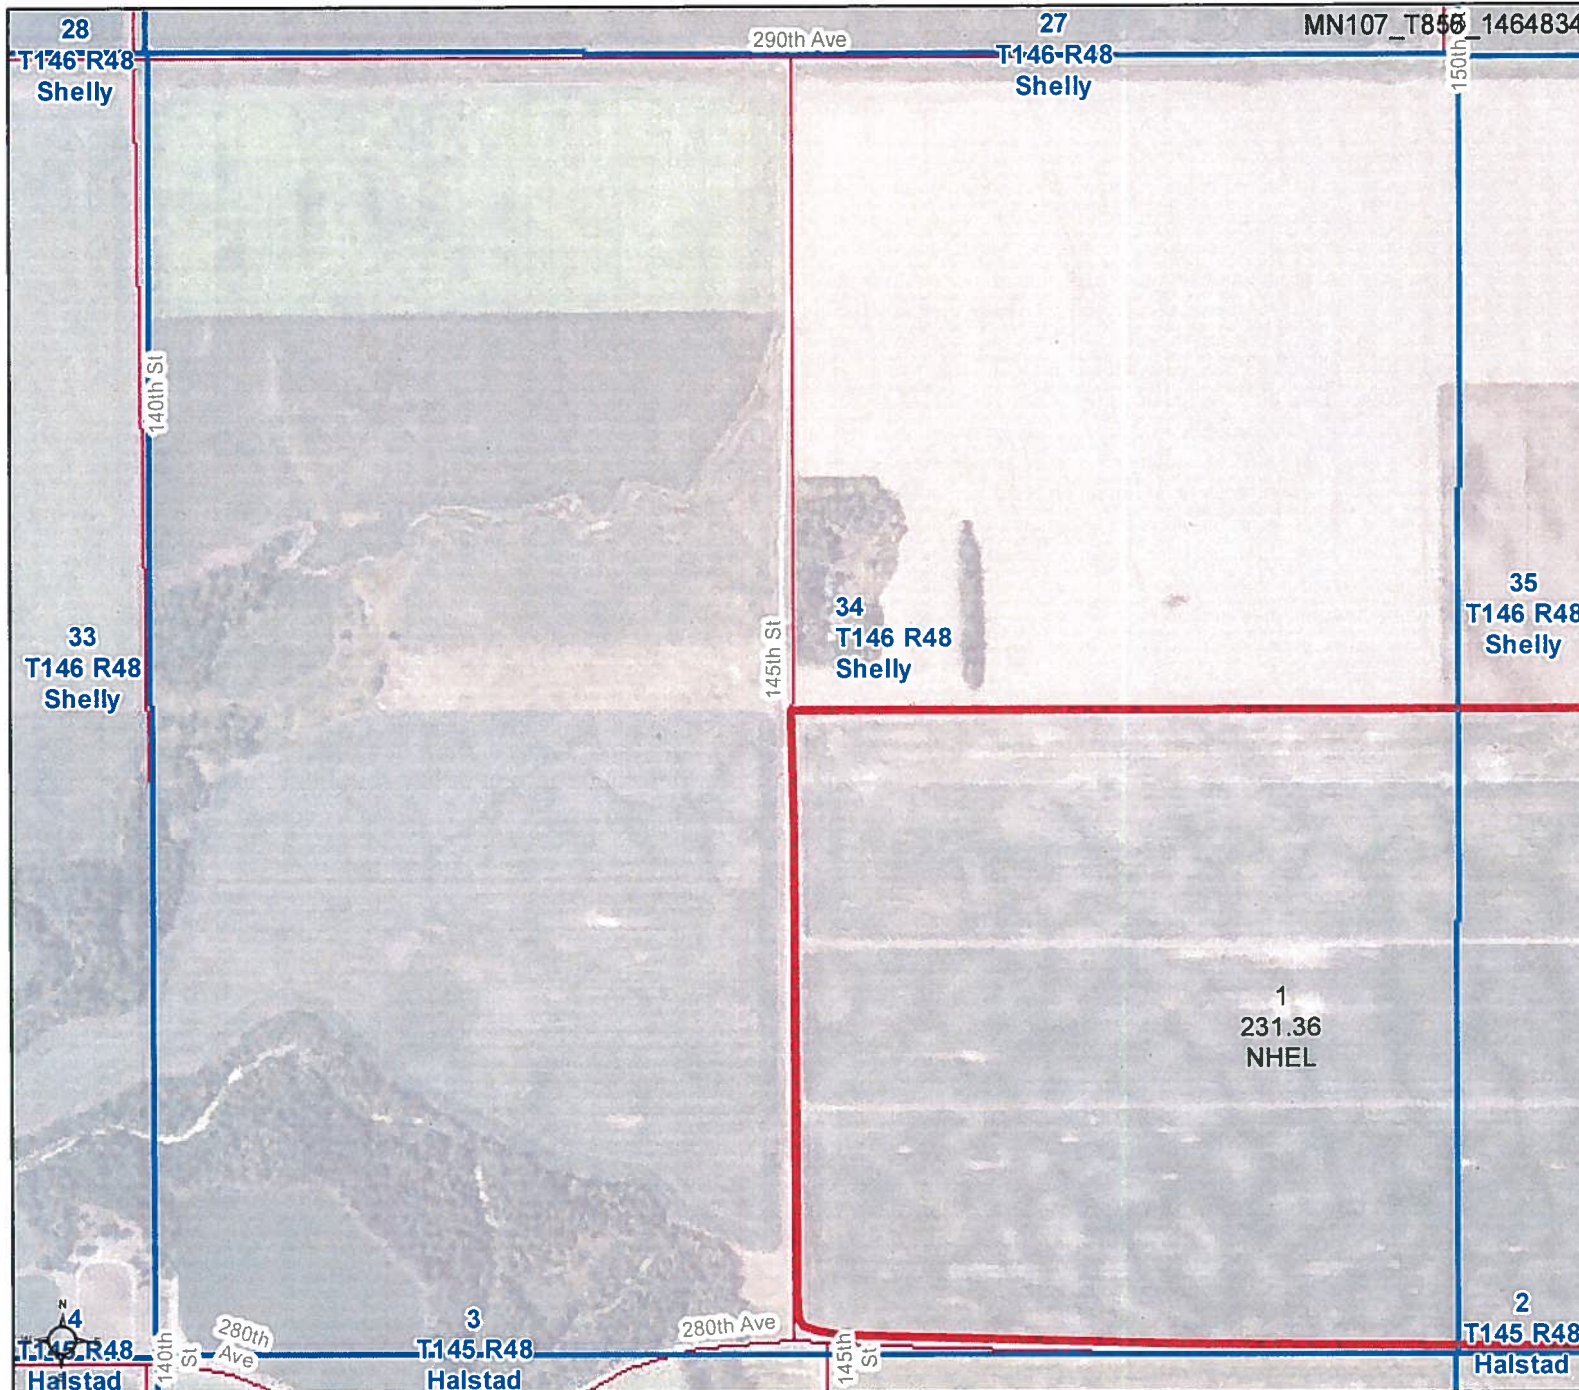 28
T146 R48
Shelly
290th Ave
27
T146 R48
Shelly
MN107_T85_1464834
150th
140th St
33
T146 R48
Shelly
145th St
34
T146 R48
Shelly
35
T146 R48
Shelly
1
231.36
NHEL
N
4
T145 R48
Halstad
140th
St
280th
Ave
3
T145 R48
Halstad
280th Ave
145th
St
2
T145 R48
Halstad